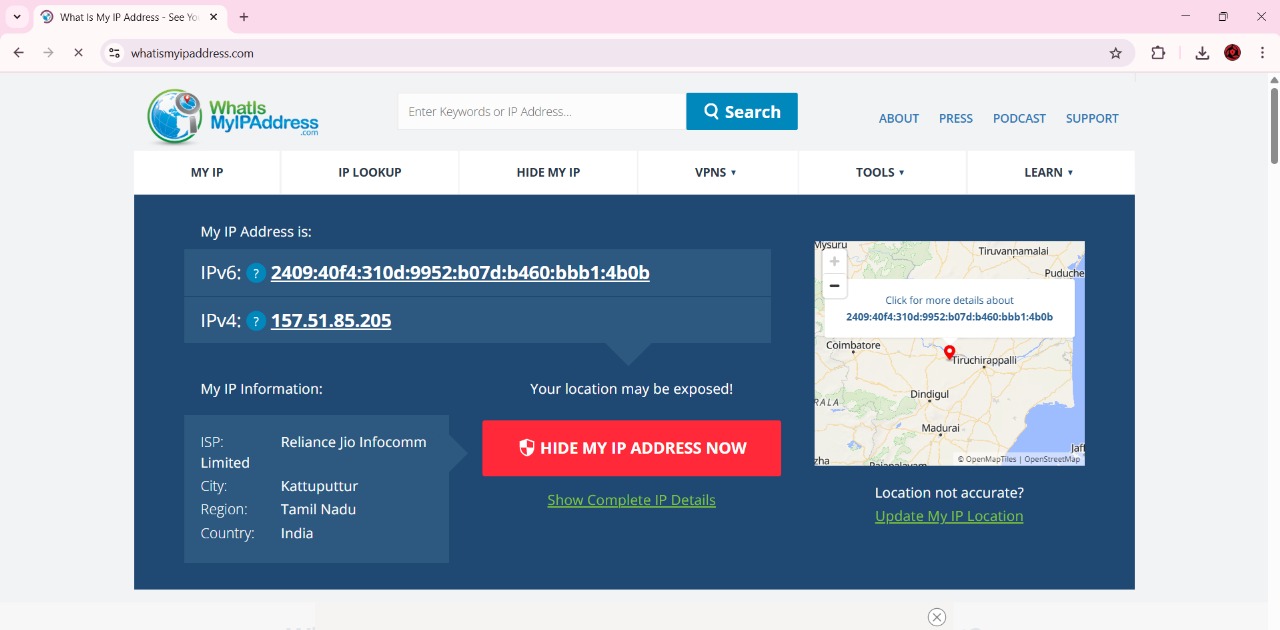 What Is My IP Address - See Yo
whatismyipaddress.com
WhatIs
MyIPAddress
.com
Enter Keywords or IP Address...
Search
ABOUT
PRESS
PODCAST
SUPPORT
MY IP
IP LOOKUP
HIDE MY IP
VPNS ▾
TOOLS ▾
LEARN ▾
My IP Address is:
IPv6: ? 2409:40f4:310d:9952:b07d:b460:bbb1:4b0b
IPv4: ? 157.51.85.205
Mysuru
Tiruvannamalai
Puduche
+
−
Click for more details about
2409:40f4:310d:9952:b07d:b460:bbb1:4b0b
Coimbatore
Tiruchirappalli
Dindigul
RALA
Madurai
Jaff
zha
Rajapalayam
© OpenMapTiles | OpenStreetMap
My IP Information:
Your location may be exposed!
ISP: Reliance Jio Infocomm
Limited
City: Kattuputtur
Region: Tamil Nadu
Country: India
HIDE MY IP ADDRESS NOW
Show Complete IP Details
Location not accurate?
Update My IP Location